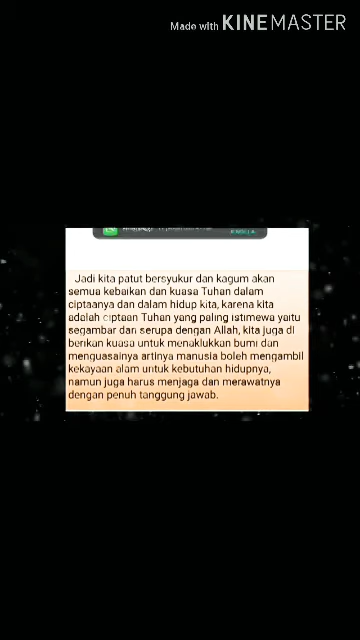 Made with KINEMASTER
Jadi kita patut bersyukur dan kagum akan
semua kebaikan dan kuasa Tuhan dalam
ciptaanya dan dalam hidup kita, karena kita
adalah ciptaan Tuhan yang paling istimewa yaitu
segambar dan serupa dengan Allah, kita juga di
berikan kuasa untuk menaklukkan bumi dan
menguasainya artinya manusia boleh mengambil
kekayaan alam untuk kebutuhan hidupnya,
namun juga harus menjaga dan merawatnya
dengan penuh tanggung jawab.